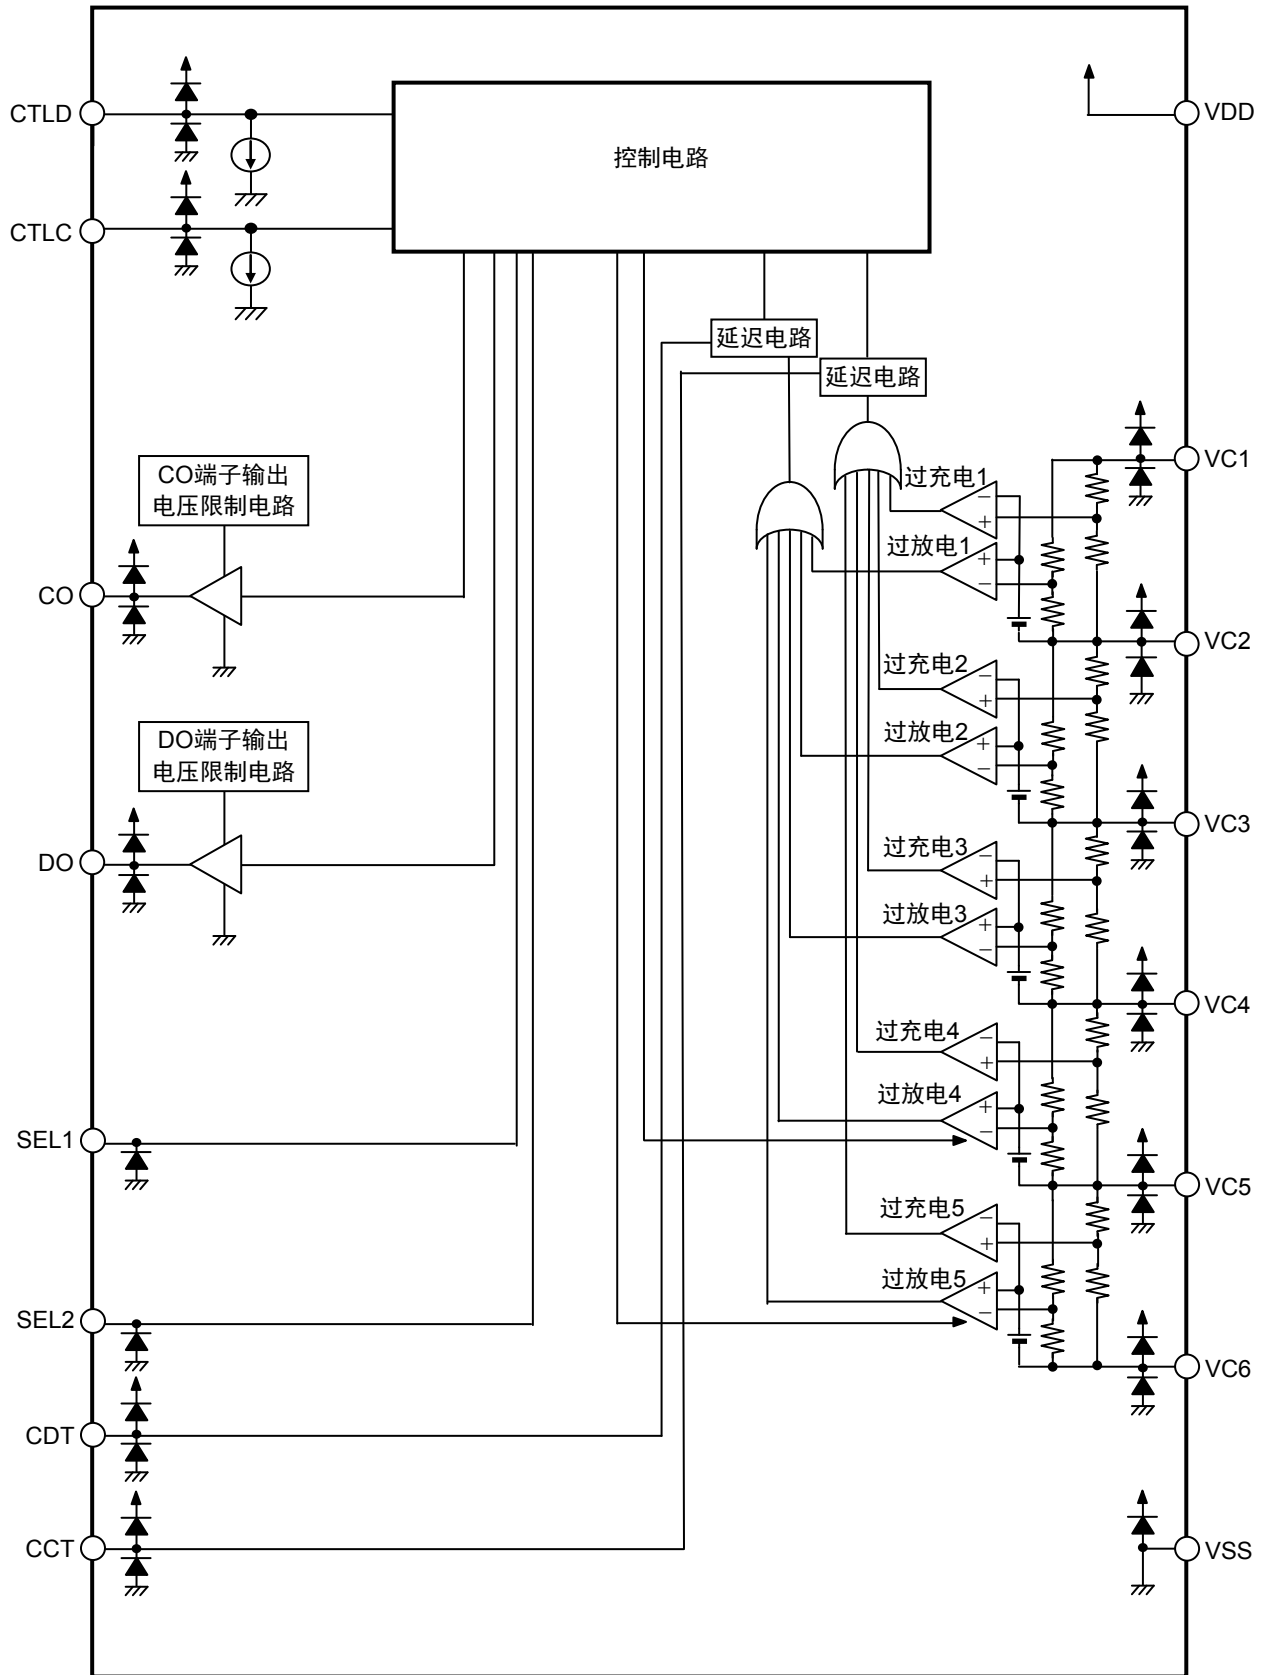 CTLD
控制电路
VDD
CTLC
延迟电路
延迟电路
CO端子输出
电压限制电路
VC1
过充电1
过放电1
CO
VC2
过充电2
过放电2
DO端子输出
电压限制电路
VC3
DO
过充电3
过放电3
VC4
过充电4
过放电4
SEL1
VC5
过充电5
过放电5
SEL2
VC6
CDT
CCT
VSS